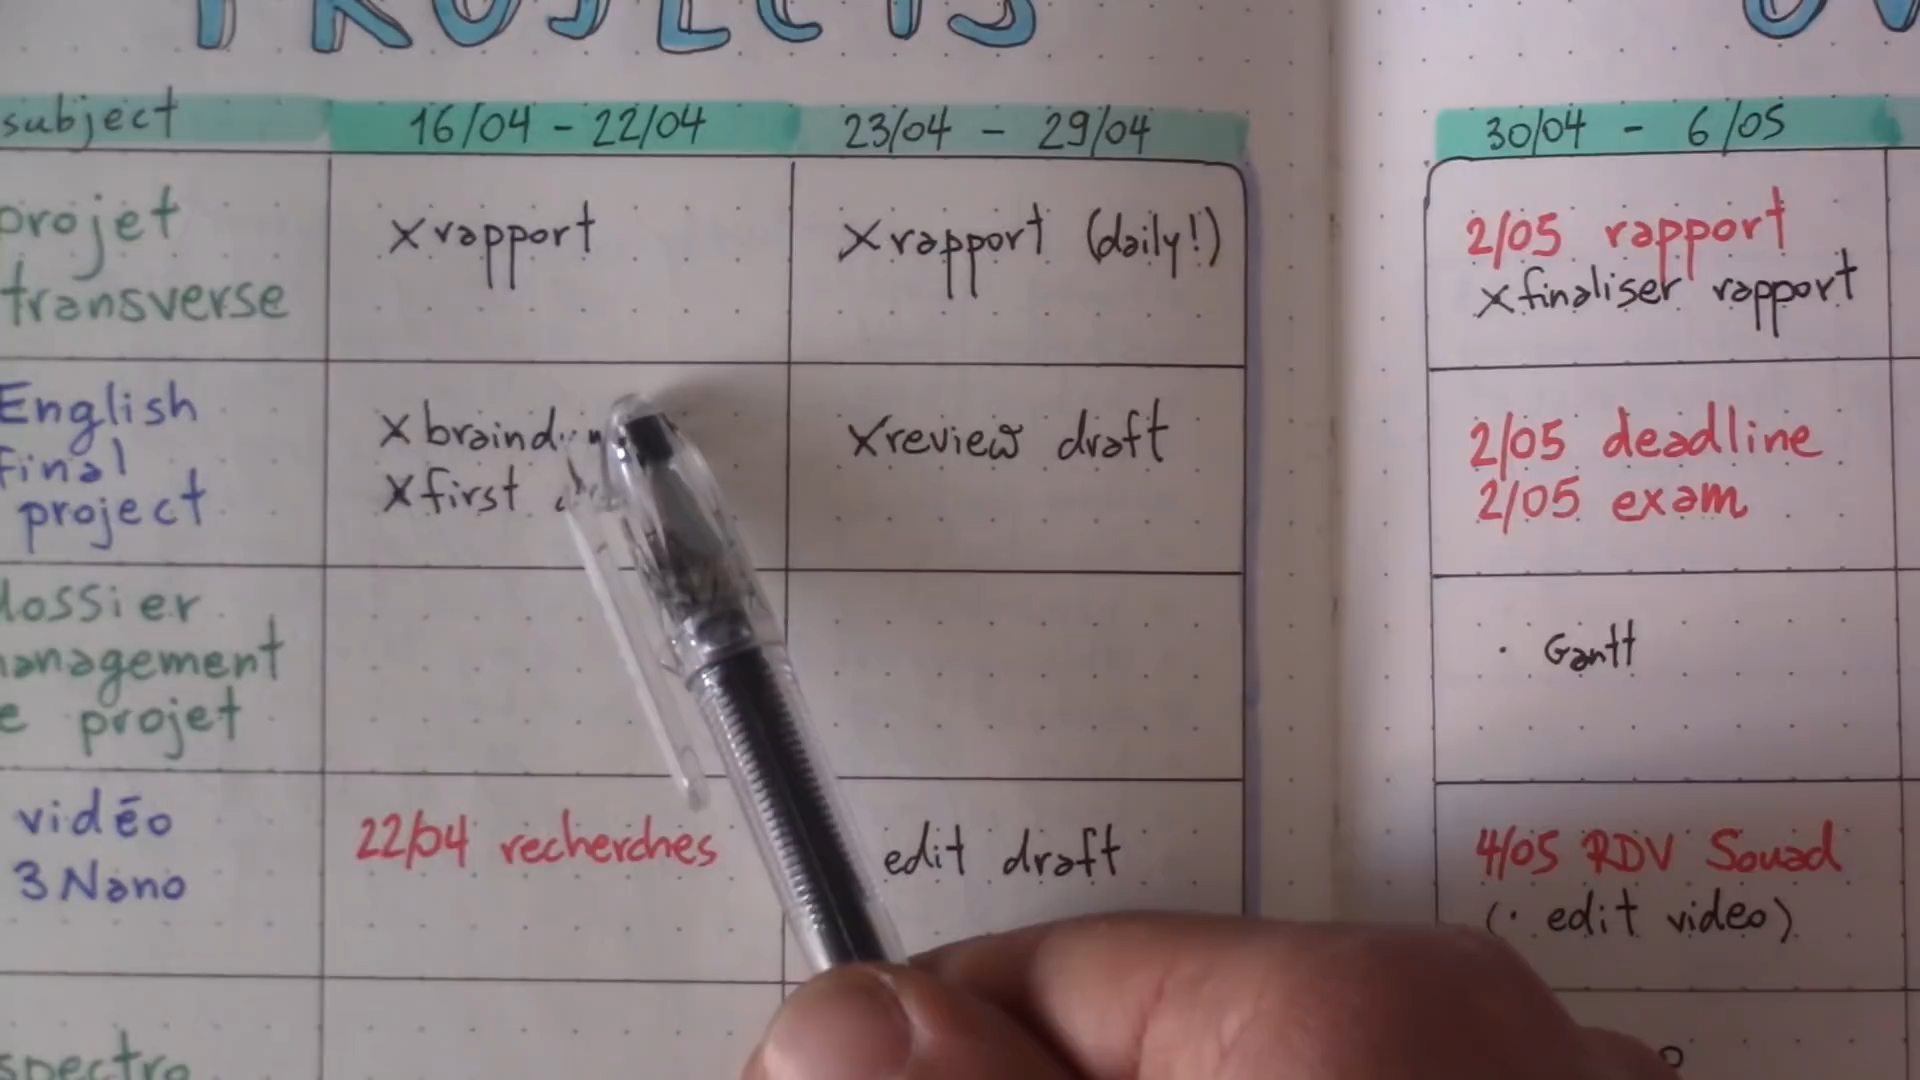 PROJECTS
subject
16/04 - 22/04
23/04 - 29/04
30/04 - 6/05
projet
transverse
x rapport
x rapport (daily!)
2/05 rapport
x finaliser rapport
English
final
project
x first
x review draft
2/05 deadline
2/05 exam
dossier
management
e projet
· Gantt
vidéo
3 Nano
22/04 recherches
edit draft
4/05 RDV Souad
(· edit video)
spectro